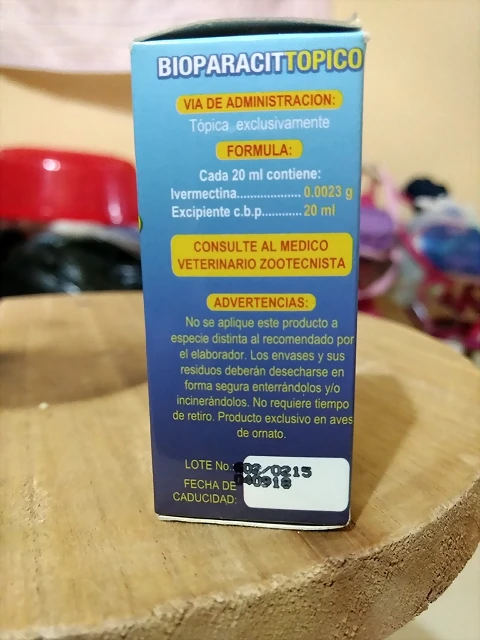 BIOPARACITTOPICO
VIA DE ADMINISTRACION:
Tópica exclusivamente
FORMULA:
Cada 20 ml contiene:
Ivermectina................... 0.0023 g
Excipiente c.b.p............ 20 ml
CONSULTE AL MEDICO
VETERINARIO ZOOTECNISTA
ADVERTENCIAS:
No se aplique este producto a
especie distinta al recomendado por
el elaborador. Los envases y sus
residuos deberán desecharse en
forma segura enterrándolos y/o
incinerándolos. No requiere tiempo
de retiro. Producto exclusivo en aves
de ornato.
LOTE No.: 602/0215
FECHA DE 040918
CADUCIDAD: